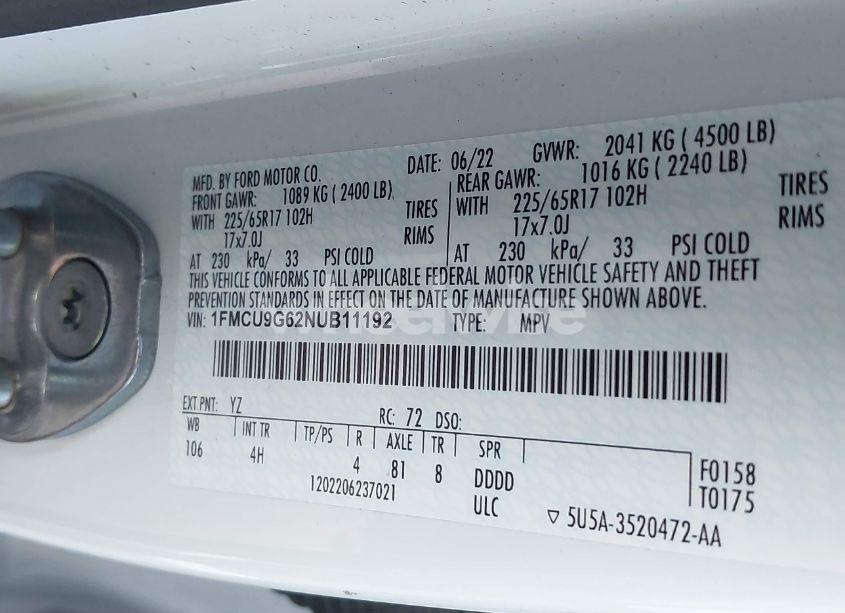 MFD. BY FORD MOTOR CO.
DATE: 06/22 GVWR: 2041 KG ( 4500 LB)
FRONT GAWR: 1089 KG ( 2400 LB)
REAR GAWR: 1016 KG ( 2240 LB)
WITH 225/65R17 102H TIRES
WITH 225/65R17 102H TIRES
17x7.0J RIMS
17x7.0J RIMS
AT 230 kPa/ 33 PSI COLD
AT 230 kPa/ 33 PSI COLD
THIS VEHICLE CONFORMS TO ALL APPLICABLE FEDERAL MOTOR VEHICLE SAFETY AND THEFT
PREVENTION STANDARDS IN EFFECT ON THE DATE OF MANUFACTURE SHOWN ABOVE.
VIN: 1FMCU9G62NUB11192 TYPE: MPV
EXT PNT: YZ RC: 72 DSO:
WB INT TR TP/PS R AXLE TR SPR
106 4H 4 81 8 DDDD
F0158
T0175
1202206237021 ULC
▽ 5U5A-3520472-AA